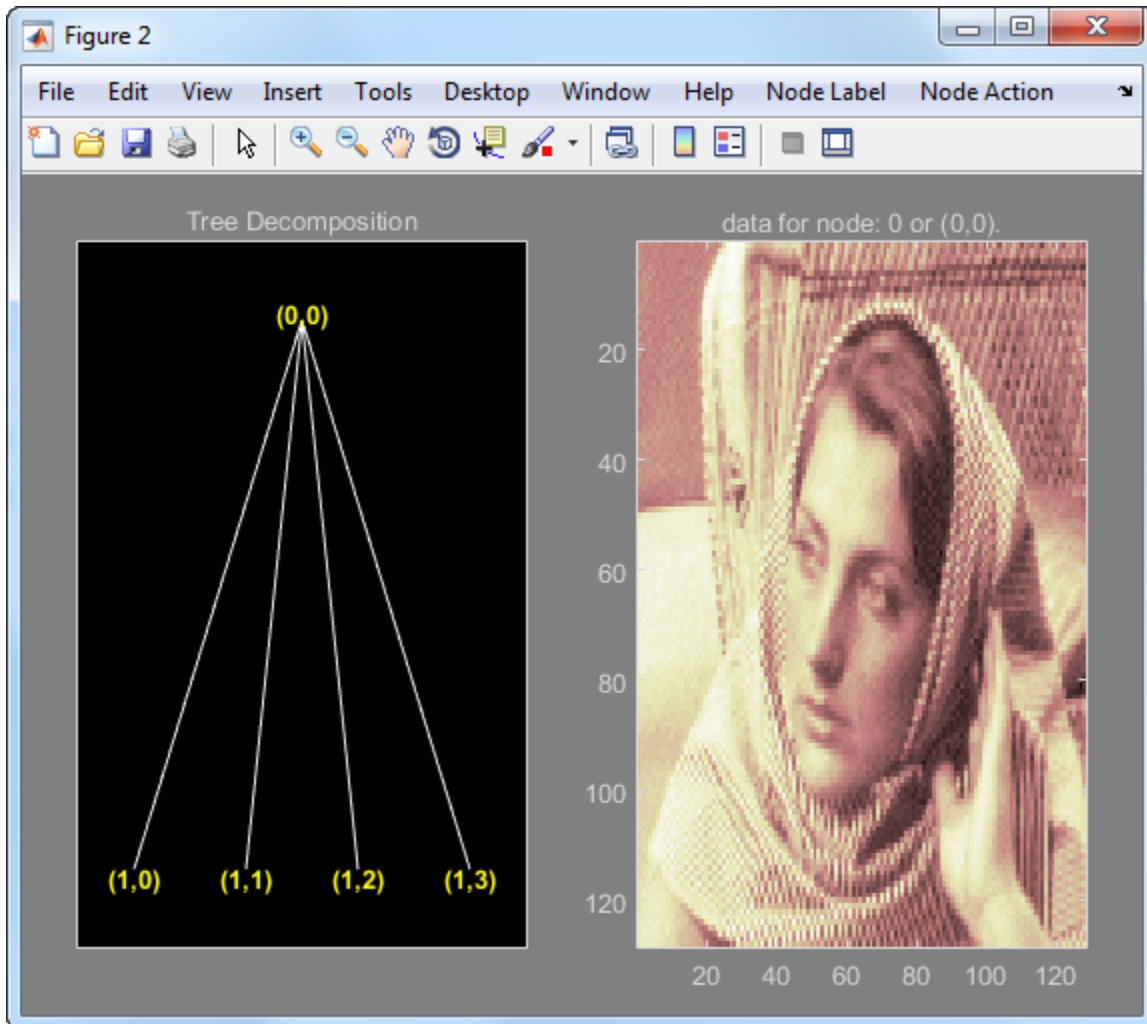 Figure 2
File Edit View Insert Tools Desktop Window Help Node Label Node Action
Tree Decomposition
(0,0)
(1,0) (1,1) (1,2) (1,3)
data for node: 0 or (0,0).
20
40
60
80
100
120
20 40 60 80 100 120